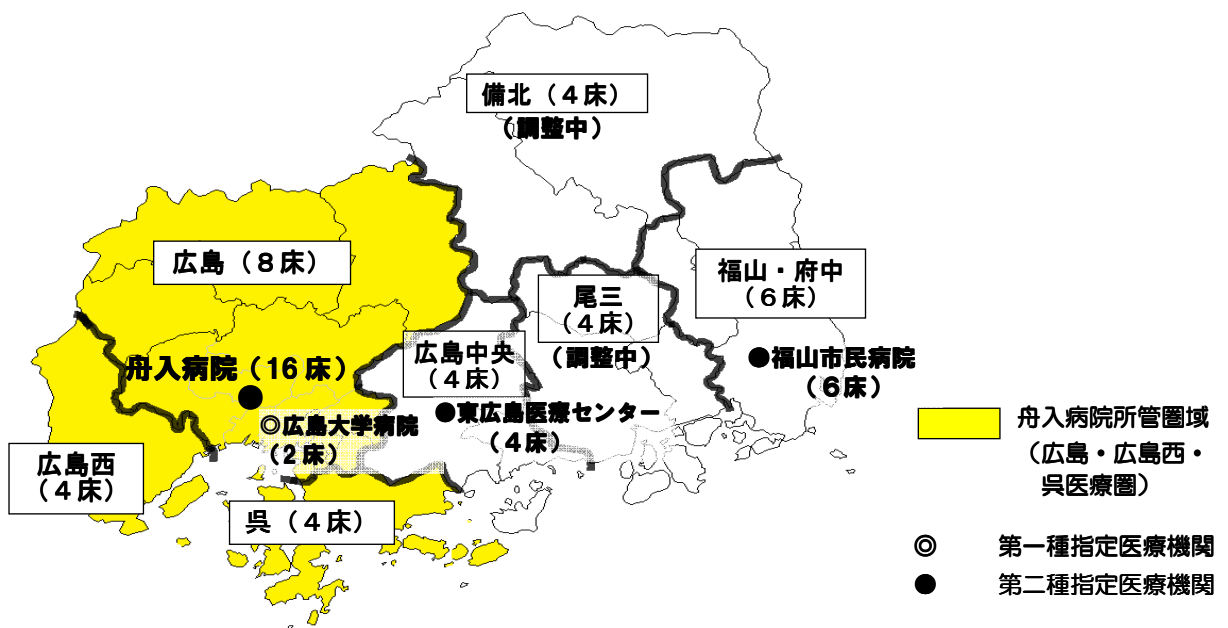 備北（４床）
（調整中）
広島（８床）
福山・府中
（６床）
尾三
（４床）
（調整中）
広島中央
（４床）
舟入病院（16床）
●福山市民病院
（６床）
●東広島医療センター
（４床）
◎広島大学病院
（２床）
広島西
（４床）
呉（４床）
舟入病院所管圏域
（広島・広島西・
呉医療圏）
◎ 第一種指定医療機関
● 第二種指定医療機関